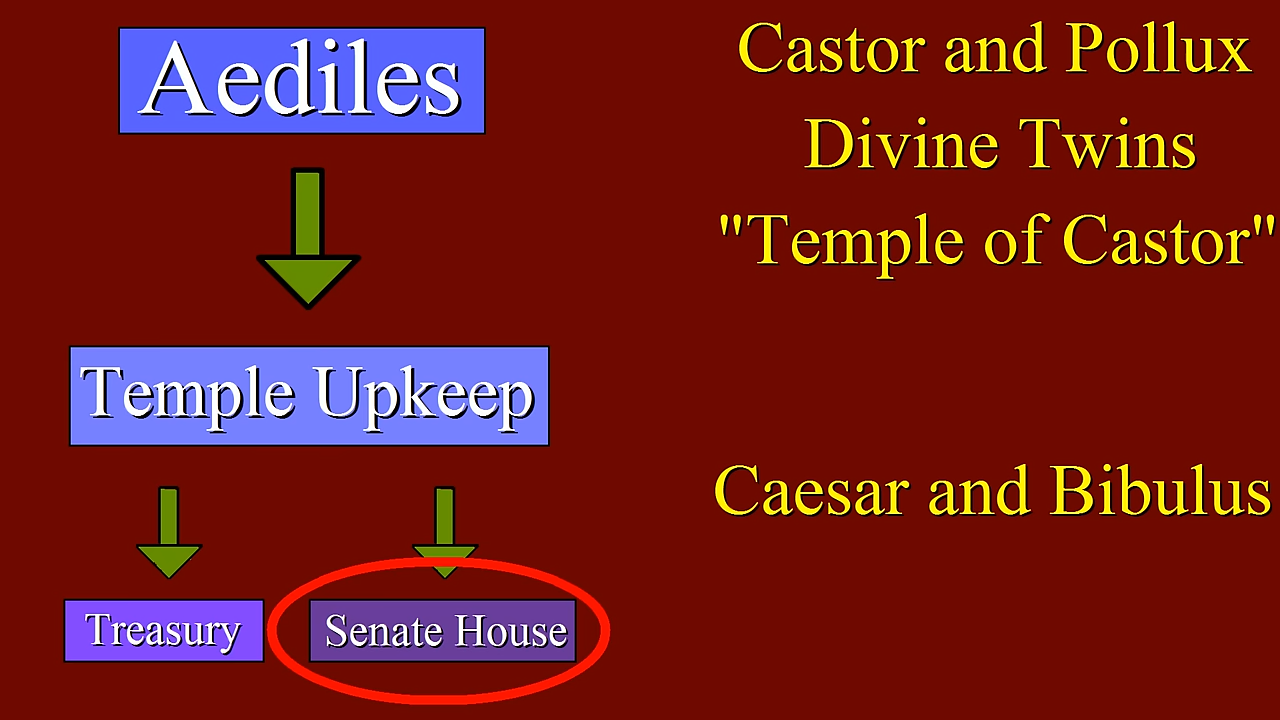 Aediles
Temple Upkeep
Treasury
Senate House
Castor and Pollux
Divine Twins
"Temple of Castor"
Caesar and Bibulus